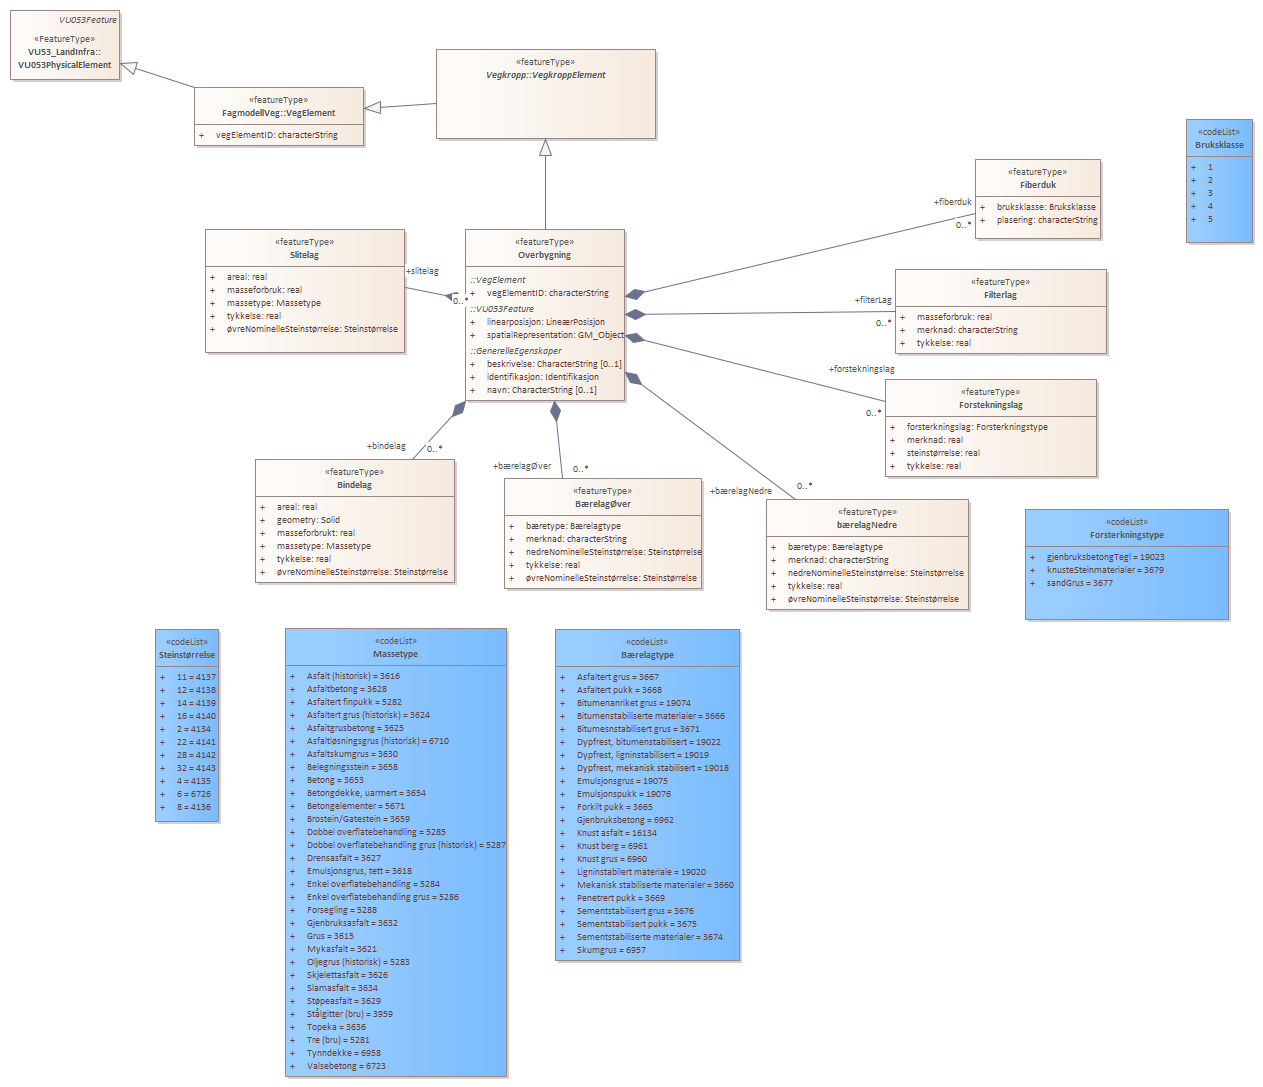 VU053Feature
«FeatureType»
VU53_LandInfra::
VU053PhysicalElement
«featureType»
FagmodellVeg::VegElement
+ vegElementID: characterString
«featureType»
Vegkropp::VegkroppElement
«codeList»
Bruksklasse
+ 1
+ 2
+ 3
+ 4
+ 5
«featureType»
Fiberduk
+ bruksklasse: Bruksklasse
+ plasering: characterString
+fiberduk
0..*
«featureType»
Slitelag
+ areal: real
+ masseforbruk: real
+ massetype: Massetype
+ tykkelse: real
+ øvreNominelleSteinstørrelse: Steinstørrelse
+slitelag
0..*
«featureType»
Overbygning
::VegElement
+ vegElementID: characterString
::VU053Feature
+ linearposisjon: LineærPosisjon
+ spatialRepresentation: GM_Object
::GenerelleEgenskaper
+ beskrivelse: CharacterString [0..1]
+ identifikasjon: Identifikasjon
+ navn: CharacterString [0..1]
«featureType»
Filterlag
+ masseforbruk: real
+ merknad: characterString
+ tykkelse: real
+filterLag
0..*
+forstekningslag
0..*
«featureType»
Forstekningslag
+ forsterkningslag: Forsterkningstype
+ merknad: real
+ steinstørrelse: real
+ tykkelse: real
+bindelag
0..*
«featureType»
Bindelag
+ areal: real
+ geometry: Solid
+ masseforbrukt: real
+ massetype: Massetype
+ tykkelse: real
+ øvreNominelleSteinstørrelse: Steinstørrelse
+bærelagØver
0..*
«featureType»
BærelagØver
+ bæretype: Bærelagtype
+ merknad: characterString
+ nedreNominelleSteinstørrelse: Steinstørrelse
+ tykkelse: real
+ øvreNominelleSteinstørrelse: Steinstørrelse
+bærelagNedre
0..*
«featureType»
bærelagNedre
+ bæretype: Bærelagtype
+ merknad: characterString
+ nedreNominelleSteinstørrelse: Steinstørrelse
+ tykkelse: real
+ øvreNominelleSteinstørrelse: Steinstørrelse
«codeList»
Forsterkningstype
+ gjenbruksbetongTegl = 19023
+ knusteSteinmaterialer = 3679
+ sandGrus = 3677
«codeList»
Steinstørrelse
+ 11 = 4137
+ 12 = 4138
+ 14 = 4139
+ 16 = 4140
+ 2 = 4134
+ 22 = 4141
+ 28 = 4142
+ 32 = 4143
+ 4 = 4135
+ 6 = 6726
+ 8 = 4136
«codeList»
Massetype
+ Asfalt (historisk) = 3616
+ Asfaltbetong = 3628
+ Asfaltert finpukk = 5282
+ Asfaltert grus (historisk) = 3624
+ Asfaltgrusbetong = 3625
+ Asfaltløsningsgrus (historisk) = 6710
+ Asfaltskumgrus = 3630
+ Belegningsstein = 3658
+ Betong = 3653
+ Betongdekke, uarmert = 3654
+ Betongelementer = 5671
+ Brostein/Gatestein = 3659
+ Dobbel overflatebehandling = 5285
+ Dobbel overflatebehandling grus (historisk) = 5287
+ Drensasfalt = 3627
+ Emulsjonsgrus, tett = 3618
+ Enkel overflatebehandling = 5284
+ Enkel overflatebehandling grus = 5286
+ Forsegling = 5288
+ Gjenbruksasfalt = 3632
+ Grus = 3615
+ Mykasfalt = 3621
+ Oljegrus (historisk) = 5283
+ Skjelettasfalt = 3626
+ Slamasfalt = 3634
+ Støpeasfalt = 3629
+ Stålgitter (bru) = 3959
+ Topeka = 3636
+ Tre (bru) = 5281
+ Tynndekke = 6958
+ Valsebetong = 6723
«codeList»
Bærelagtype
+ Asfaltert grus = 3667
+ Asfaltert pukk = 3668
+ Bitumenanriket grus = 19074
+ Bitumenstabiliserte materialer = 3666
+ Bitumesnstabilisert grus = 3671
+ Dypfrest, bitumenstabilisert = 19022
+ Dypfrest, ligninstabilisert = 19019
+ Dypfrest, mekanisk stabilisert = 19018
+ Emulsjonsgrus = 19075
+ Emulsjonspukk = 19076
+ Forkilt pukk = 3665
+ Gjenbruksbetong = 6962
+ Knust asfalt = 16134
+ Knust berg = 6961
+ Knust grus = 6960
+ Ligninstabilert materiale = 19020
+ Mekanisk stabiliserte materialer = 3660
+ Penetrert pukk = 3669
+ Sementstabilisert grus = 3676
+ Sementstabilisert pukk = 3675
+ Sementstabiliserte materialer = 3674
+ Skumgrus = 6957